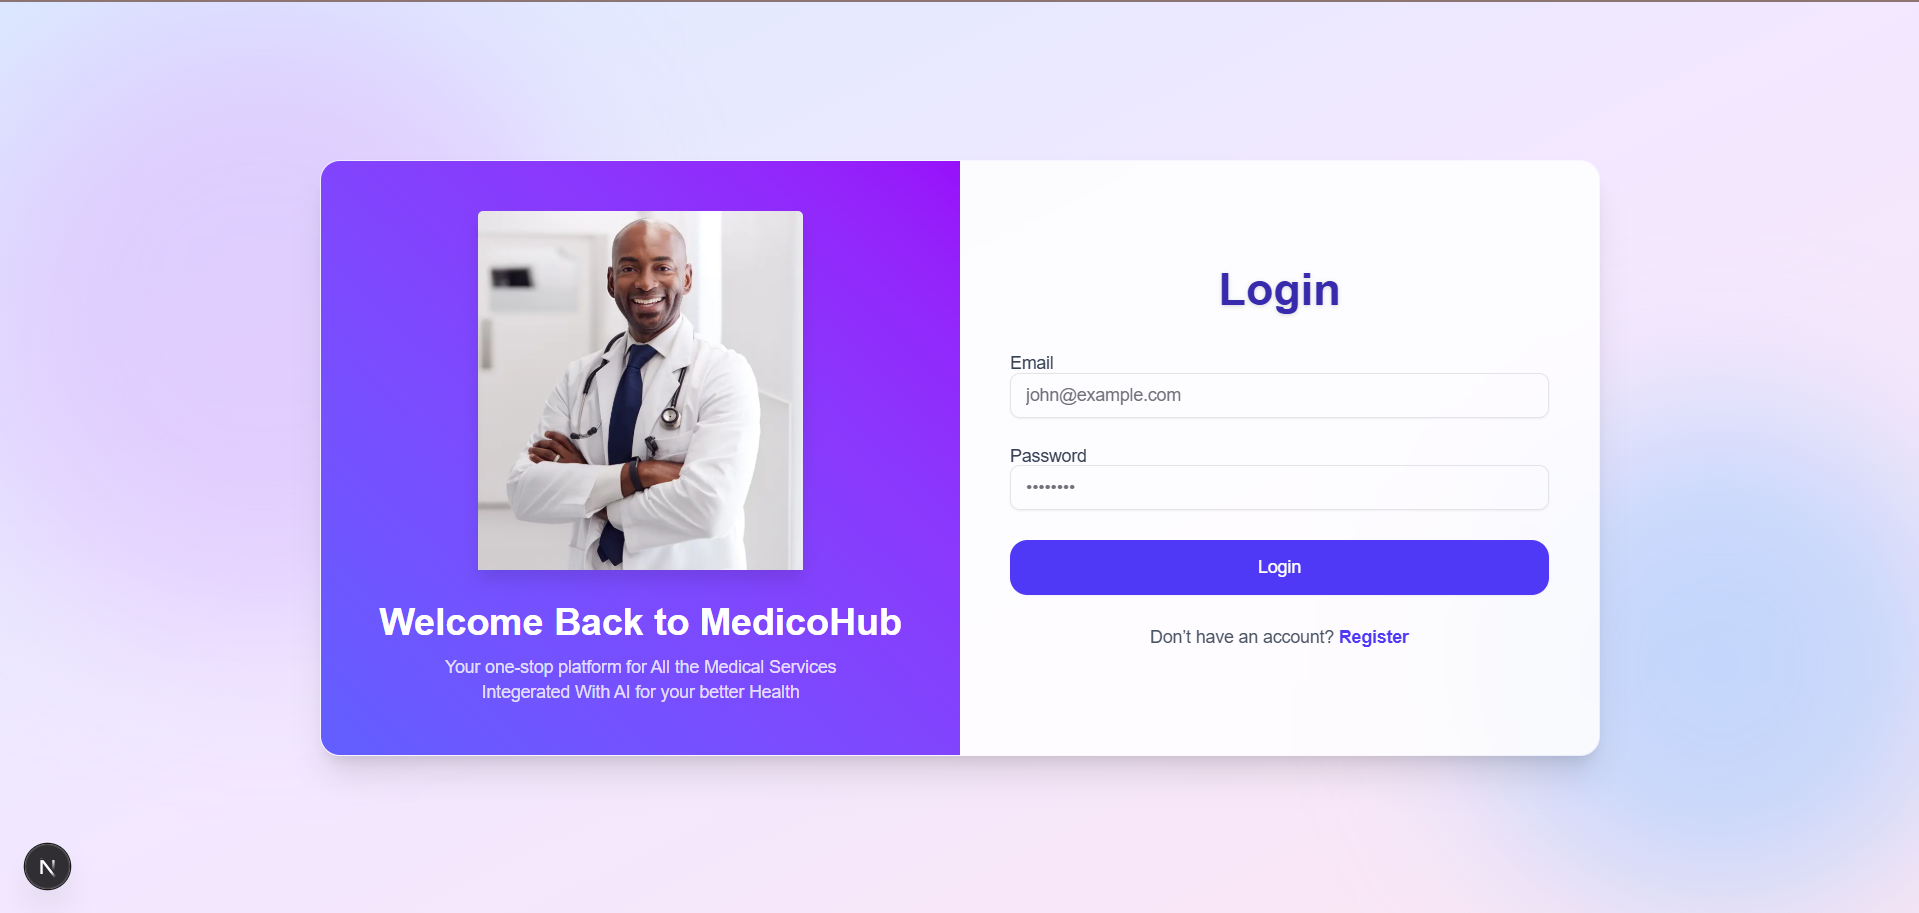 Welcome Back to MedicoHub
Your one-stop platform for All the Medical Services
Integerated With AI for your better Health
Login
Email
john@example.com
Password
••••••••
Login
Don’t have an account? Register
N